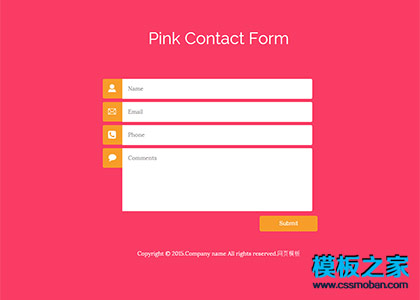 Pink Contact Form
Name
Email
Phone
Comments
Submit
Copyright © 2015.Company name All rights reserved.网页模板
模板之家
www.cssmoban.com